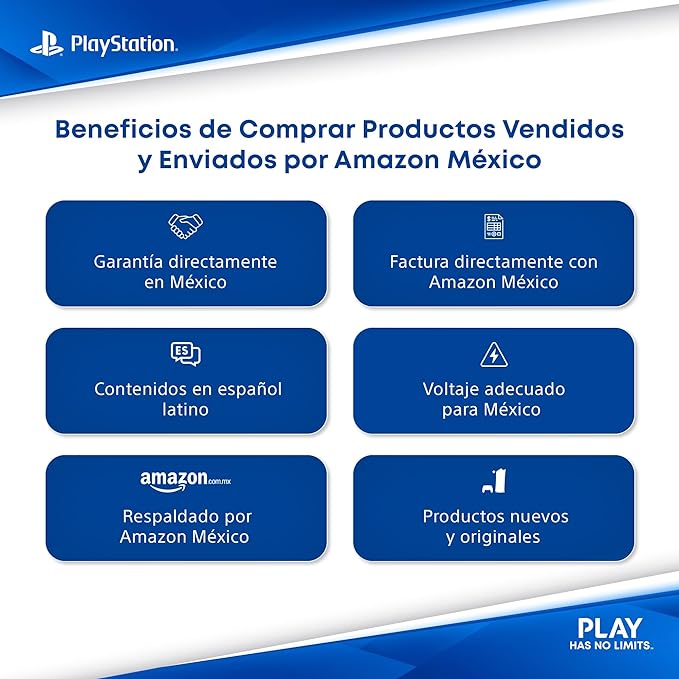 PlayStation.
Beneficios de Comprar Productos Vendidos
y Enviados por Amazon México
Garantía directamente
en México
Factura directamente con
Amazon México
ES
Contenidos en español
latino
Voltaje adecuado
para México
amazon.com.mx
Respaldado por
Amazon México
Productos nuevos
y originales
PLAY
HAS NO LIMITS™